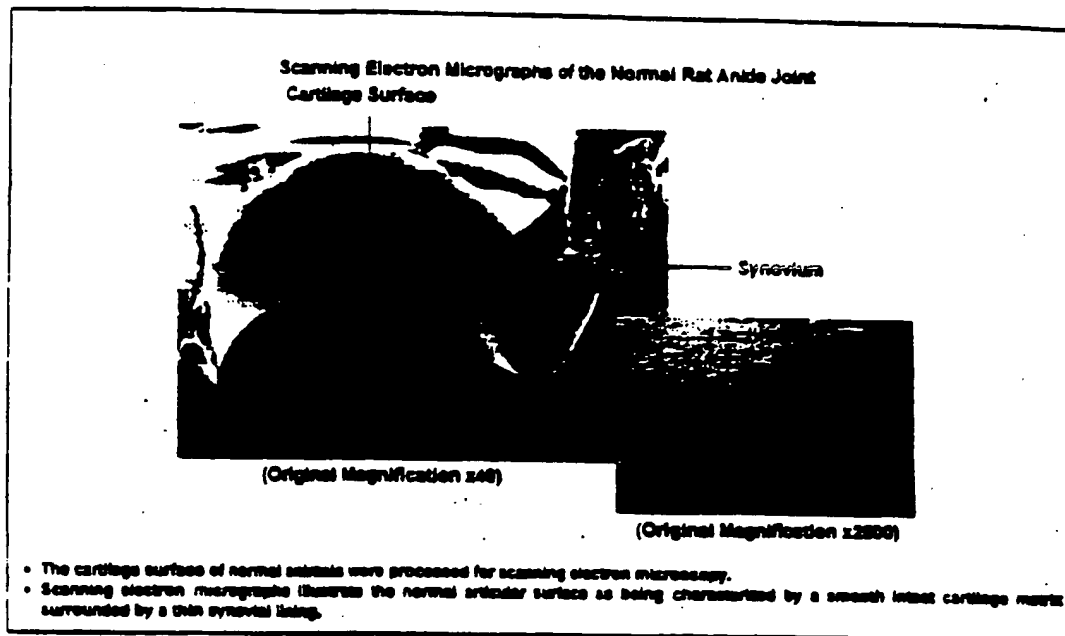 Scanning Electron Micrographs of the Normal Rat Ankle Joint
Cartilage Surface
Synovium
(Original Magnification x40)
(Original Magnification x2500)
• The cartilage surface of normal animals were processed for scanning electron microscopy.
• Scanning electron micrographs illustrate the normal articular surface as being characterized by a smooth intact cartilage matrix
surrounded by a thin synovial lining.